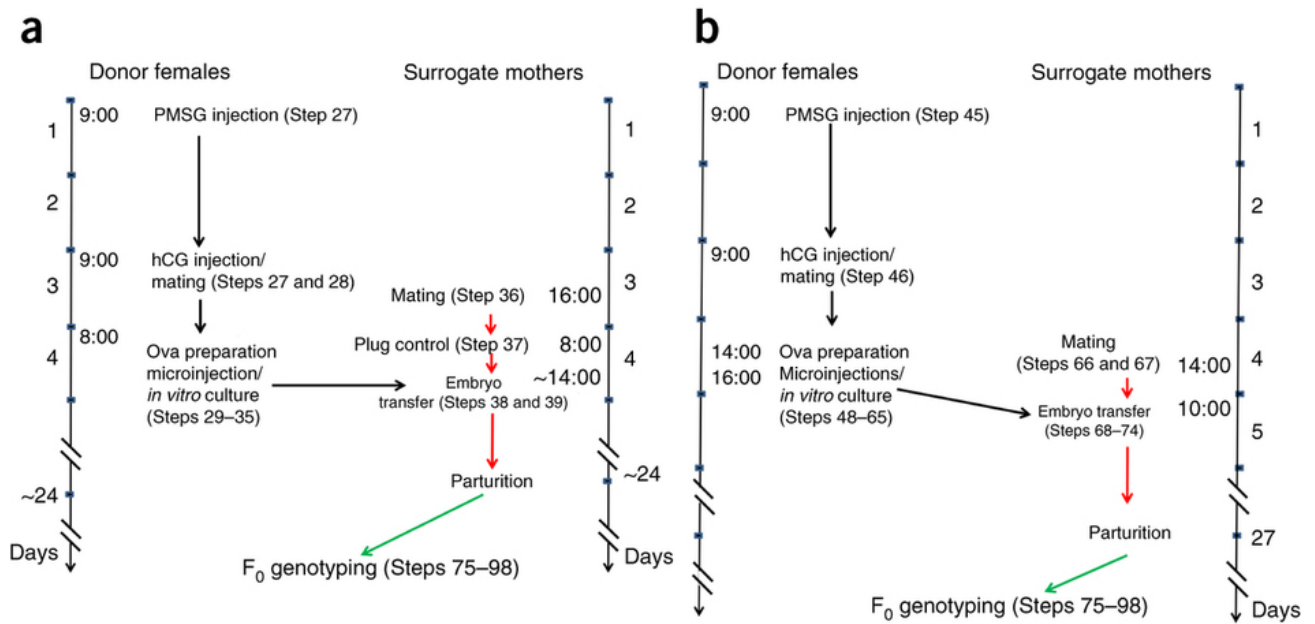 a
Donor females
Surrogate mothers
1
9:00
PMSG injection (Step 27)
1
2
2
9:00
hCG injection/
mating (Steps 27 and 28)
3
3
Mating (Step 36)
16:00
8:00
Plug control (Step 37)
8:00
4
Ova preparation
microinjection/
in vitro culture
(Steps 29–35)
4
~14:00
Embryo
transfer (Steps 38 and 39)
~24
Parturition
~24
Days
Days
F0 genotyping (Steps 75–98)
b
Donor females
Surrogate mothers
9:00
PMSG injection (Step 45)
1
2
9:00
hCG injection/
mating (Step 46)
3
14:00
16:00
Ova preparation
Microinjections/
in vitro culture
(Steps 48–65)
Mating
(Steps 66 and 67)
14:00
4
10:00
Embryo transfer
(Steps 68–74)
5
Parturition
27
F0 genotyping (Steps 75–98)
Days